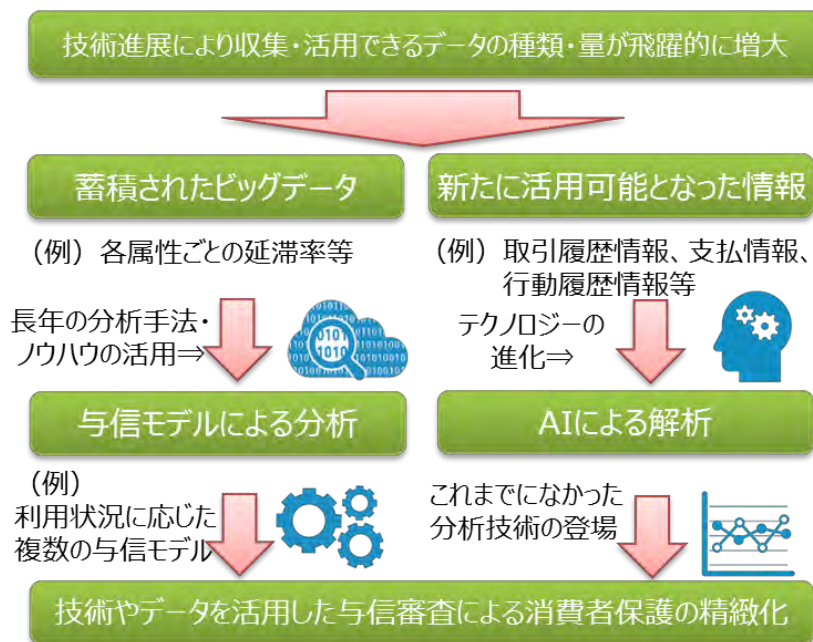 技術進展により収集・活用できるデータの種類・量が飛躍的に増大
蓄積されたビッグデータ
（例）各属性ごとの延滞率等
長年の分析手法・
ノウハウの活用⇒
与信モデルによる分析
（例）
利用状況に応じた
複数の与信モデル
新たに活用可能となった情報
（例）取引履歴情報、支払情報、
行動履歴情報等
テクノロジーの
進化⇒
AIによる解析
これまでになかった
分析技術の登場
技術やデータを活用した与信審査による消費者保護の精緻化